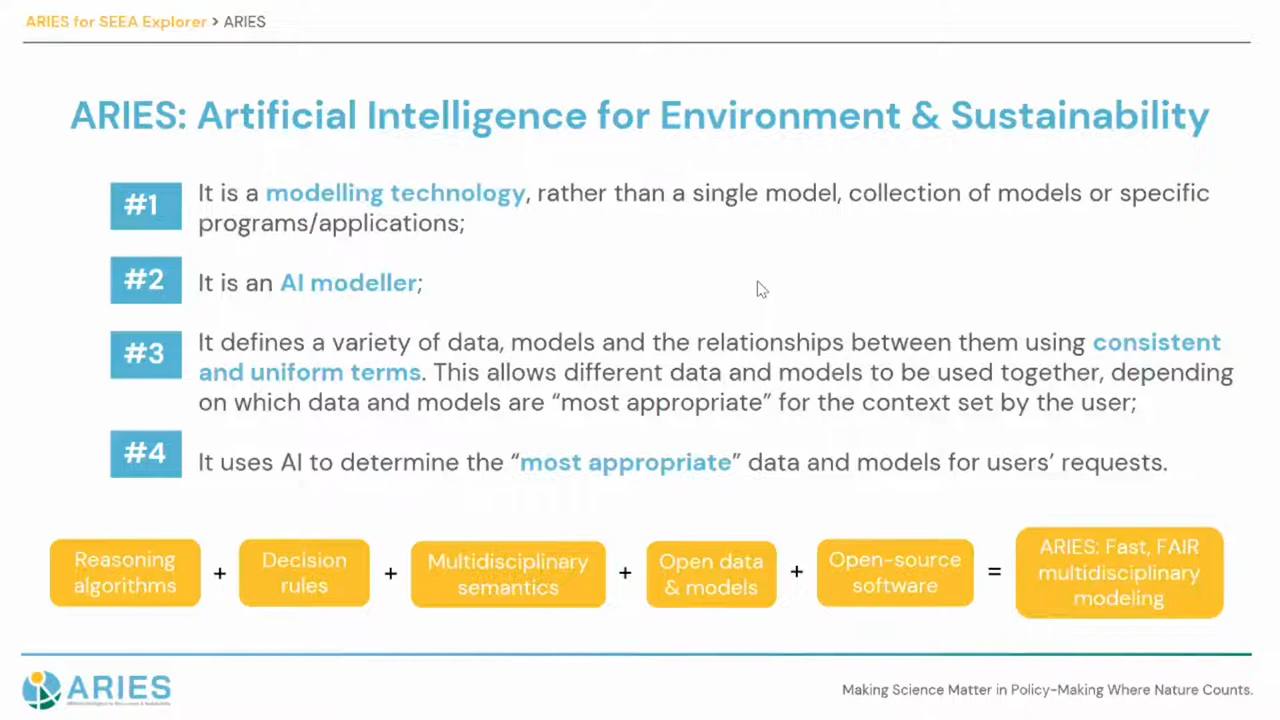 ARIES for SEEA Explorer > ARIES
ARIES: Artificial Intelligence for Environment & Sustainability
#1
It is a modelling technology, rather than a single model, collection of models or specific
programs/applications;
#2
It is an AI modeller;
#3
It defines a variety of data, models and the relationships between them using consistent
and uniform terms. This allows different data and models to be used together, depending
on which data and models are “most appropriate” for the context set by the user;
#4
It uses AI to determine the “most appropriate” data and models for users’ requests.
Reasoning
algorithms
+
Decision
rules
+
Multidisciplinary
semantics
+
Open data
& models
+
Open-source
software
=
ARIES: Fast, FAIR
multidisciplinary
modeling
ARIES
Making Science Matter in Policy-Making Where Nature Counts.